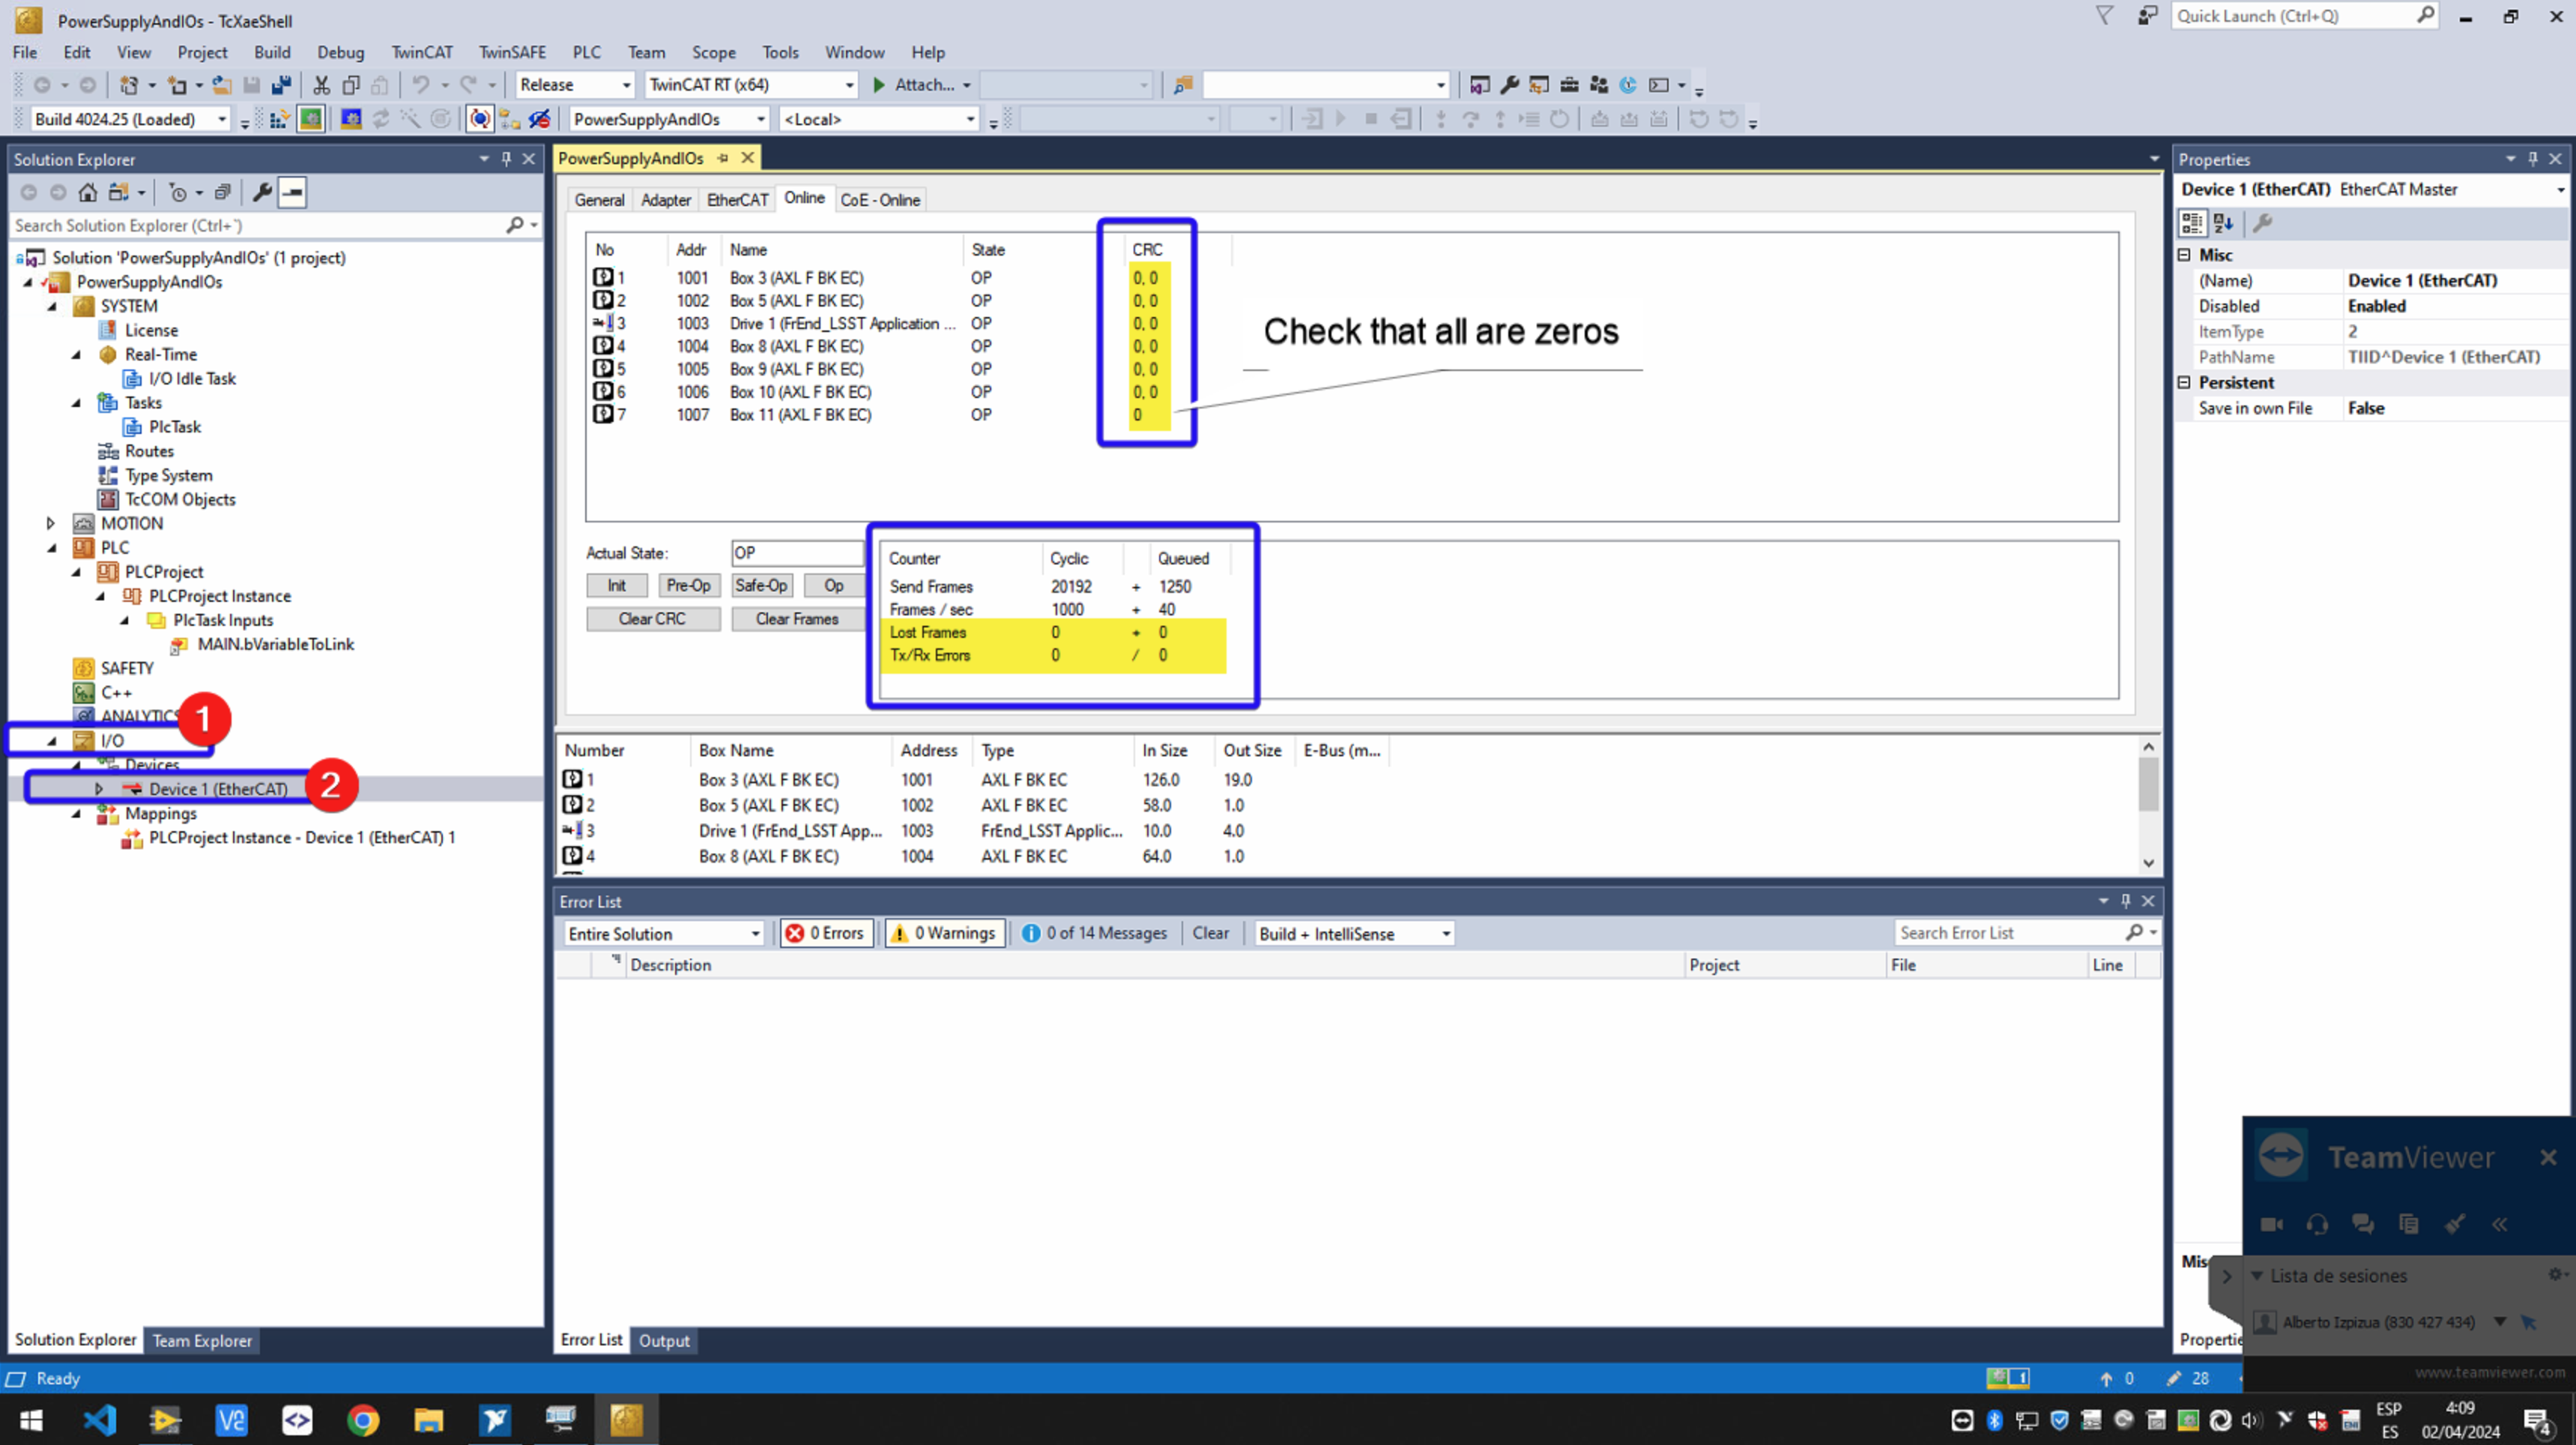 PowerSupplyAndIOs - TcXaeShell
Quick Launch (Ctrl+Q)
File Edit View Project Build Debug TwinCAT TwinSAFE PLC Team Scope Tools Window Help
Release TwinCAT RT (x64) Attach...
Build 4024.25 (Loaded) PowerSupplyAndIOs <Local>
Solution Explorer
Search Solution Explorer (Ctrl+¨)
Solution 'PowerSupplyAndIOs' (1 project)
PowerSupplyAndIOs
SYSTEM
License
Real-Time
I/O Idle Task
Tasks
PlcTask
Routes
Type System
TcCOM Objects
MOTION
PLC
PLCProject
PLCProject Instance
PlcTask Inputs
MAIN.bVariableToLink
SAFETY
C++
ANALYTICS
1
I/O
Devices
Device 1 (EtherCAT)
2
Mappings
PLCProject Instance - Device 1 (EtherCAT) 1
Solution Explorer Team Explorer
PowerSupplyAndIOs
General Adapter EtherCAT Online CoE - Online
No Addr Name State CRC
1 1001 Box 3 (AXL F BK EC) OP 0, 0
2 1002 Box 5 (AXL F BK EC) OP 0, 0
3 1003 Drive 1 (FrEnd_LSST Application ... OP 0, 0
4 1004 Box 8 (AXL F BK EC) OP 0, 0
5 1005 Box 9 (AXL F BK EC) OP 0, 0
6 1006 Box 10 (AXL F BK EC) OP 0, 0
7 1007 Box 11 (AXL F BK EC) OP 0
Check that all are zeros
Actual State: OP
Init Pre-Op Safe-Op Op
Clear CRC Clear Frames
Counter Cyclic Queued
Send Frames 20192 + 1250
Frames / sec 1000 + 40
Lost Frames 0 + 0
Tx/Rx Errors 0 / 0
Number Box Name Address Type In Size Out Size E-Bus (m...
1 Box 3 (AXL F BK EC) 1001 AXL F BK EC 126.0 19.0
2 Box 5 (AXL F BK EC) 1002 AXL F BK EC 58.0 1.0
3 Drive 1 (FrEnd_LSST App... 1003 FrEnd_LSST Applic... 10.0 4.0
4 Box 8 (AXL F BK EC) 1004 AXL F BK EC 64.0 1.0
Error List
Entire Solution 0 Errors 0 Warnings 0 of 14 Messages Clear Build + IntelliSense Search Error List
Description Project File Line
Error List Output
Properties
Device 1 (EtherCAT) EtherCAT Master
Misc
(Name) Device 1 (EtherCAT)
Disabled Enabled
ItemType 2
PathName TIID^Device 1 (EtherCAT)
Persistent
Save in own File False
Mis
Propertie
TeamViewer
Lista de sesiones
Alberto Izpizua (830 427 434)
www.teamviewer.com
Ready 1 0 28
ESP
ES
4:09
02/04/2024
4